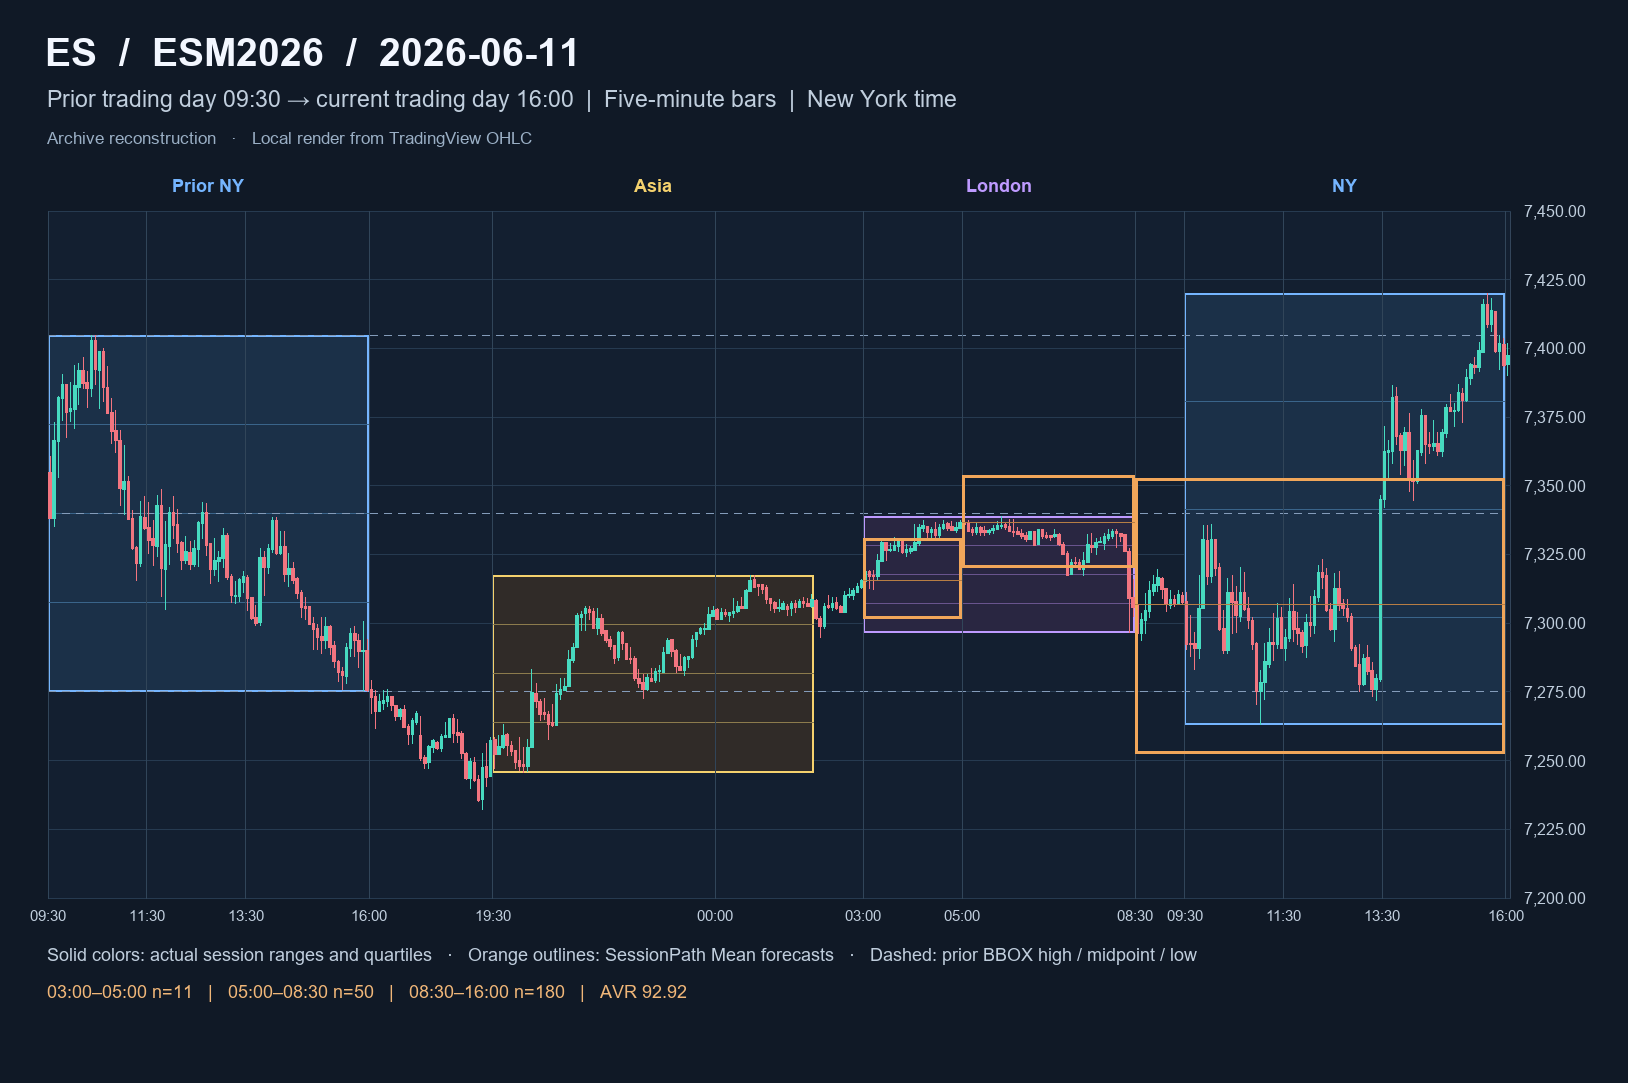 ES / ESM2026 / 2026-06-11
Prior trading day 09:30 → current trading day 16:00 | Five-minute bars | New York time
Archive reconstruction · Local render from TradingView OHLC
Prior NY Asia London NY
7,450.00
7,425.00
7,400.00
7,375.00
7,350.00
7,325.00
7,300.00
7,275.00
7,250.00
7,225.00
7,200.00
09:30 11:30 13:30 16:00 19:30 00:00 03:00 05:00 08:30 09:30 11:30 13:30 16:00
Solid colors: actual session ranges and quartiles · Orange outlines: SessionPath Mean forecasts · Dashed: prior BBOX high / midpoint / low
03:00–05:00 n=11 | 05:00–08:30 n=50 | 08:30–16:00 n=180 | AVR 92.92